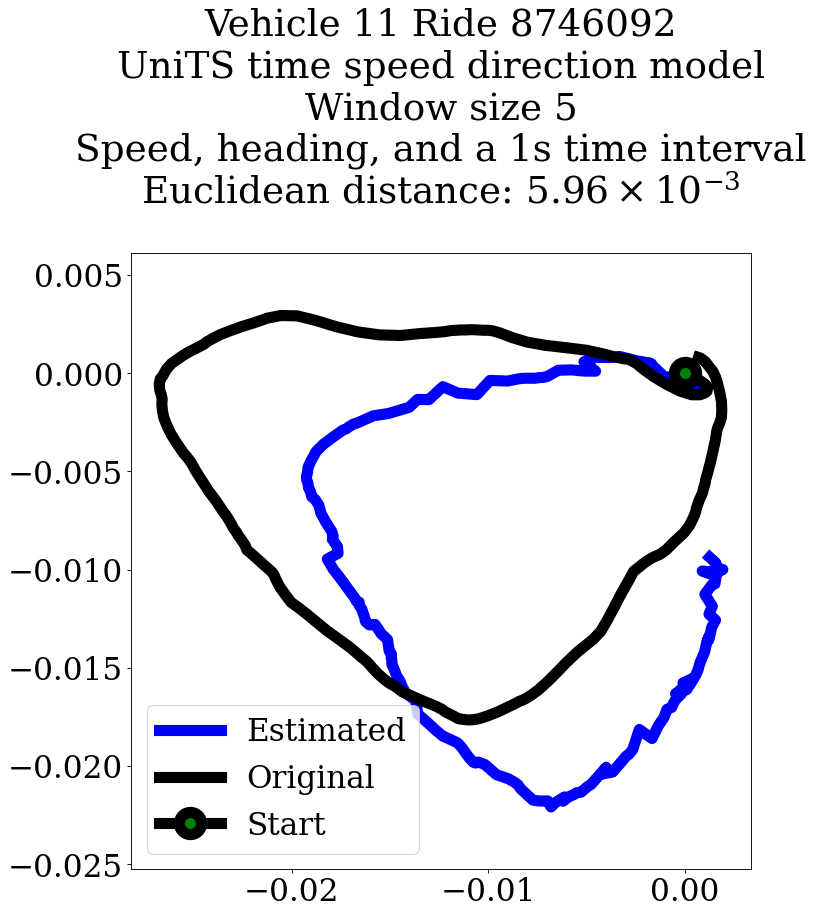 Vehicle 11 Ride 8746092
UniTS time speed direction model
Window size 5
Speed, heading, and a 1s time interval
Euclidean distance: 5.96 × 10⁻³
0.005
0.000
−0.005
−0.010
−0.015
−0.020
−0.025
Estimated
Original
Start
−0.02 −0.01 0.00